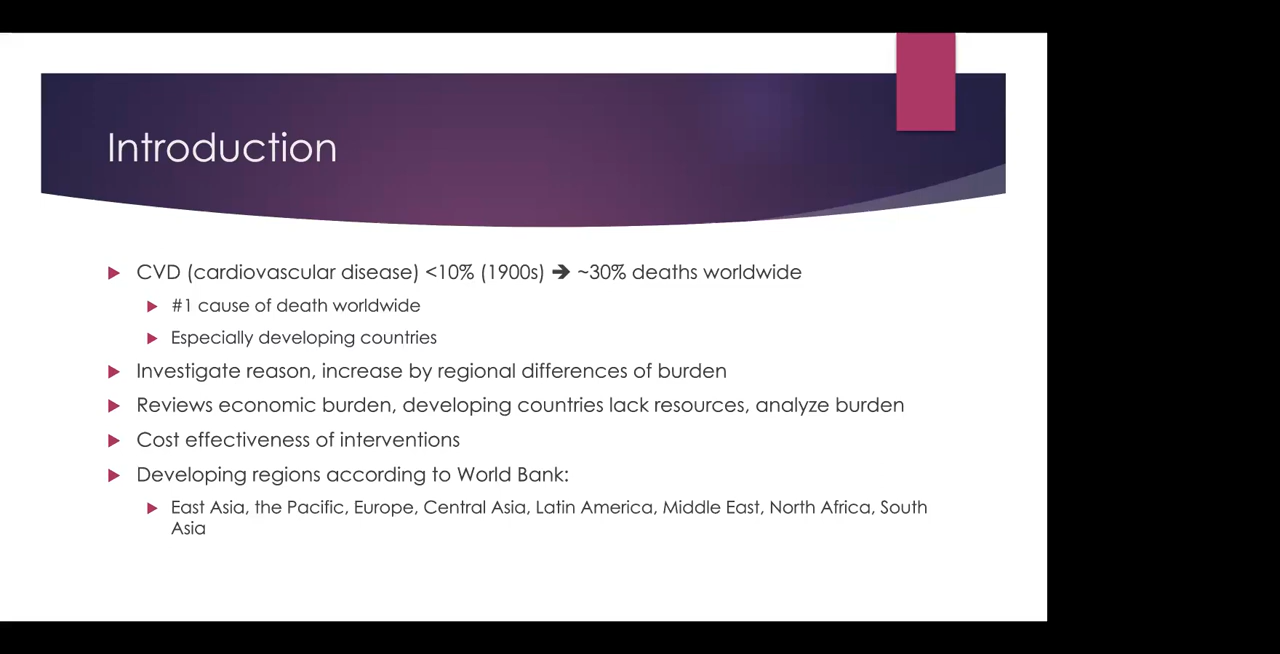 Introduction
CVD (cardiovascular disease) <10% (1900s) 🡺 ~30% deaths worldwide
#1 cause of death worldwide
Especially developing countries
Investigate reason, increase by regional differences of burden
Reviews economic burden, developing countries lack resources, analyze burden
Cost effectiveness of interventions
Developing regions according to World Bank:
East Asia, the Pacific, Europe, Central Asia, Latin America, Middle East, North Africa, South
Asia